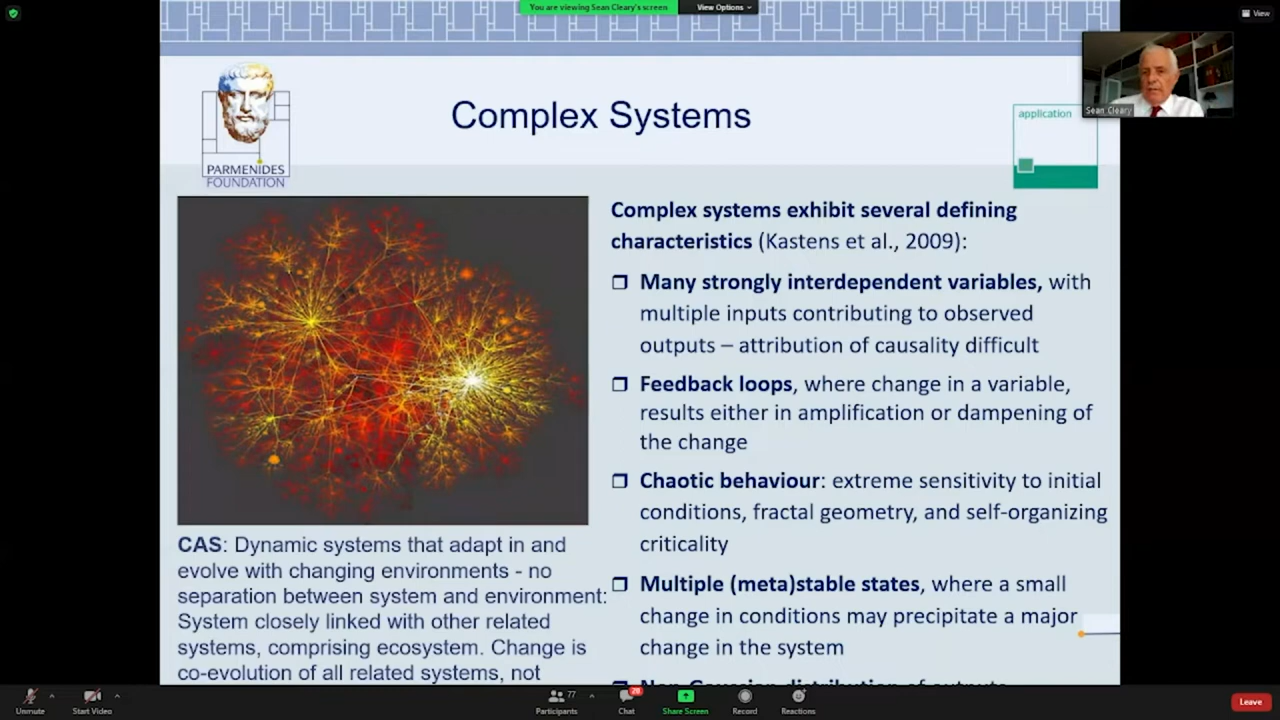 You are viewing Sean Cleary's screen
View Options
View
Sean Cleary
PARMENIDES
FOUNDATION
Complex Systems
application
Complex systems exhibit several defining
characteristics (Kastens et al., 2009):
❒ Many strongly interdependent variables, with
multiple inputs contributing to observed
outputs – attribution of causality difficult
❒ Feedback loops, where change in a variable,
results either in amplification or dampening of
the change
❒ Chaotic behaviour: extreme sensitivity to initial
conditions, fractal geometry, and self-organizing
criticality
❒ Multiple (meta)stable states, where a small
change in conditions may precipitate a major
change in the system
Non-Gaussian distribution of outputs
CAS: Dynamic systems that adapt in and
evolve with changing environments - no
separation between system and environment:
System closely linked with other related
systems, comprising ecosystem. Change is
co-evolution of all related systems, not
Unmute
Start Video
Participants
77
Chat
28
Share Screen
Record
Reactions
Leave